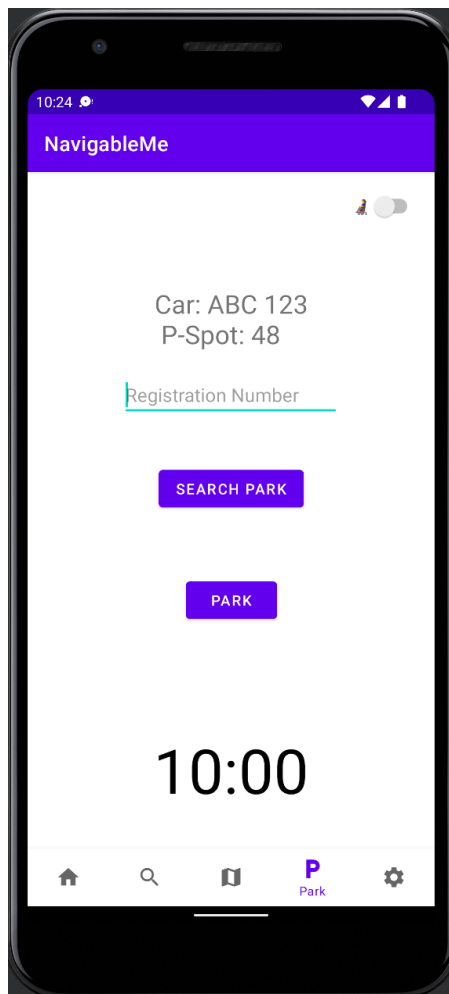 10:24
NavigableMe
Car: ABC 123
P-Spot: 48
Registration Number
SEARCH PARK
PARK
10:00
P
Park